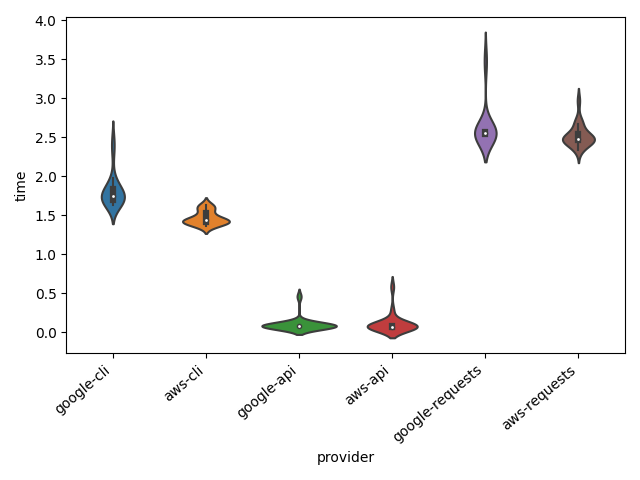 4.0
3.5
3.0
2.5
2.0
1.5
1.0
0.5
0.0
time
google-cli
aws-cli
google-api
aws-api
google-requests
aws-requests
provider